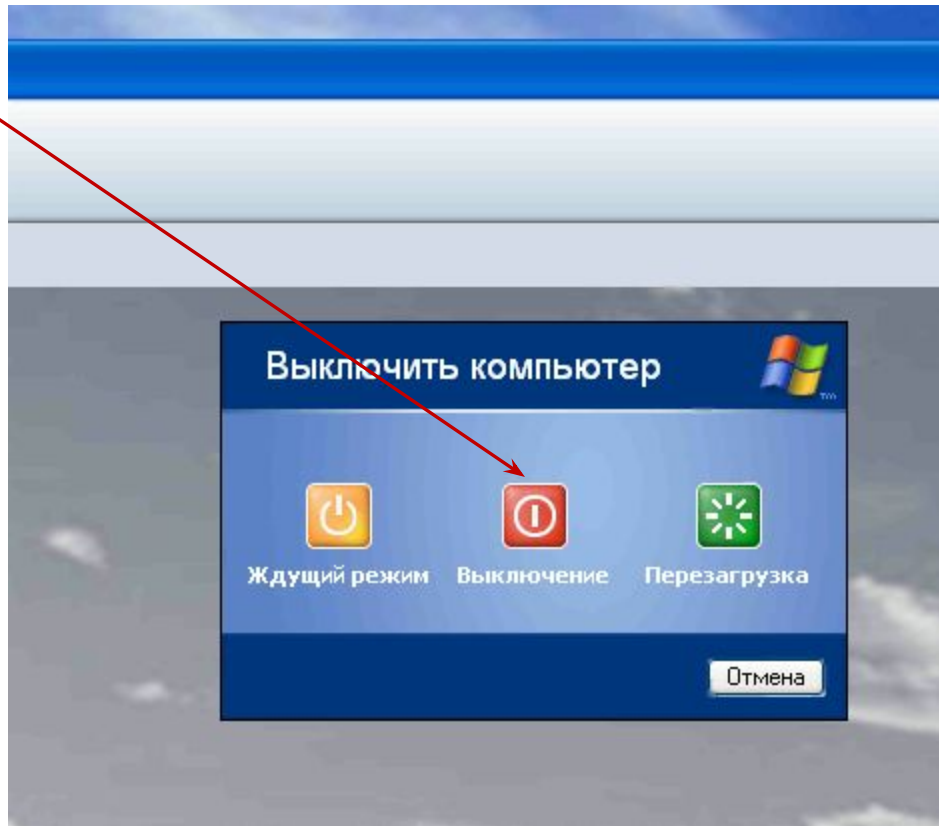 Выключить компьютер
Ждущий режим Выключение Перезагрузка
Отмена